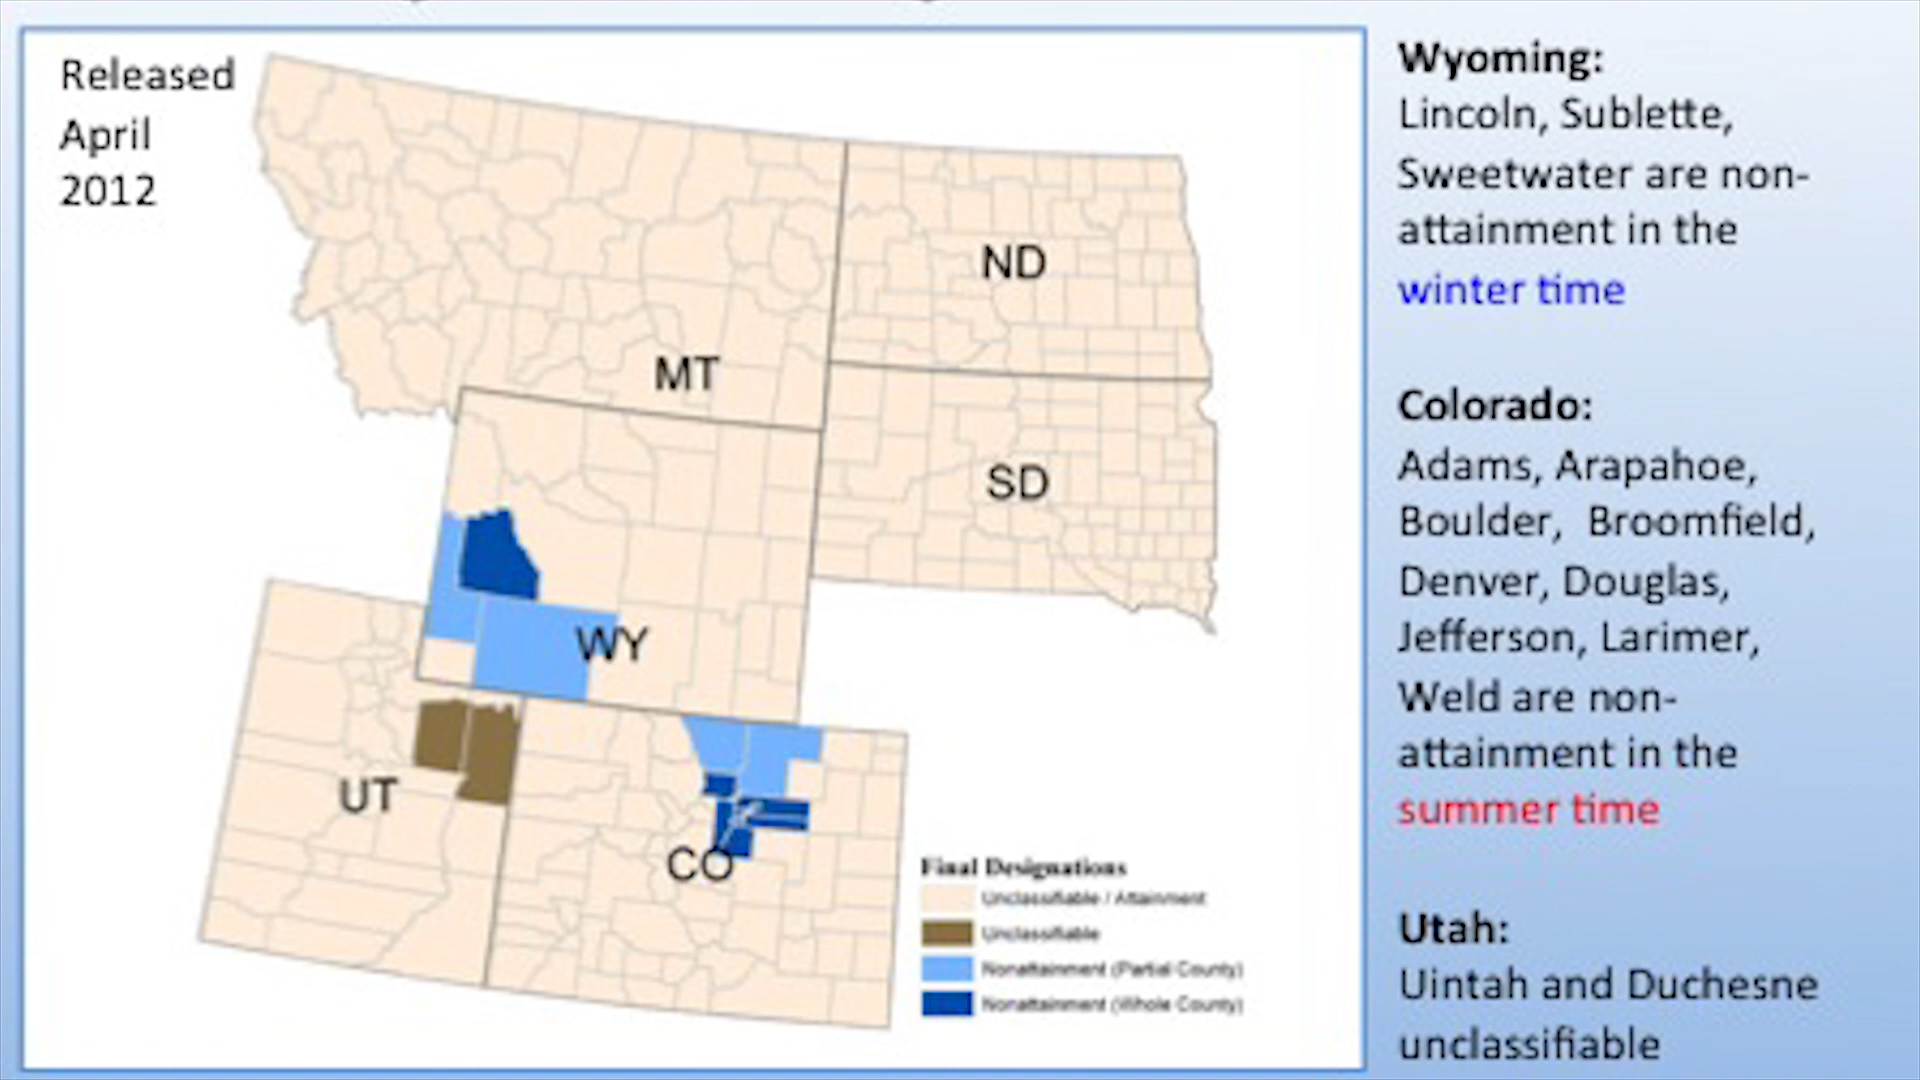 Released
April
2012
MT
ND
SD
WY
UT
CO
Final Designations
Unclassifiable / Attainment
Unclassifiable
Nonattainment (Partial County)
Nonattainment (Whole County)
Wyoming:
Lincoln, Sublette,
Sweetwater are non-
attainment in the
winter time
Colorado:
Adams, Arapahoe,
Boulder, Broomfield,
Denver, Douglas,
Jefferson, Larimer,
Weld are non-
attainment in the
summer time
Utah:
Uintah and Duchesne
unclassifiable